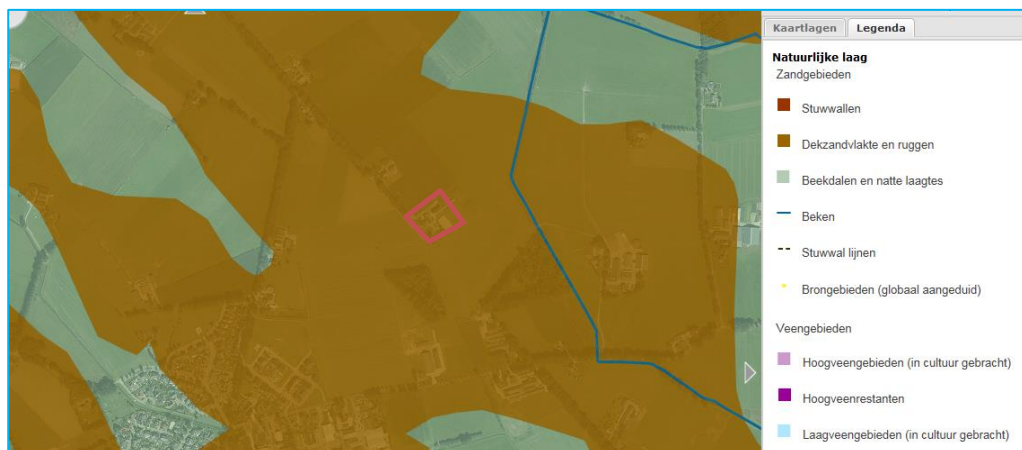 Kaartlagen Legenda
Natuurlijke laag
Zandgebieden
Stuwwallen
Dekzandvlakte en ruggen
Beekdalen en natte laagtes
Beken
Stuwwal lijnen
Brongebieden (globaal aangeduid)
Veengebieden
Hoogveengebieden (in cultuur gebracht)
Hoogveenrestanten
Laagveengebieden (in cultuur gebracht)